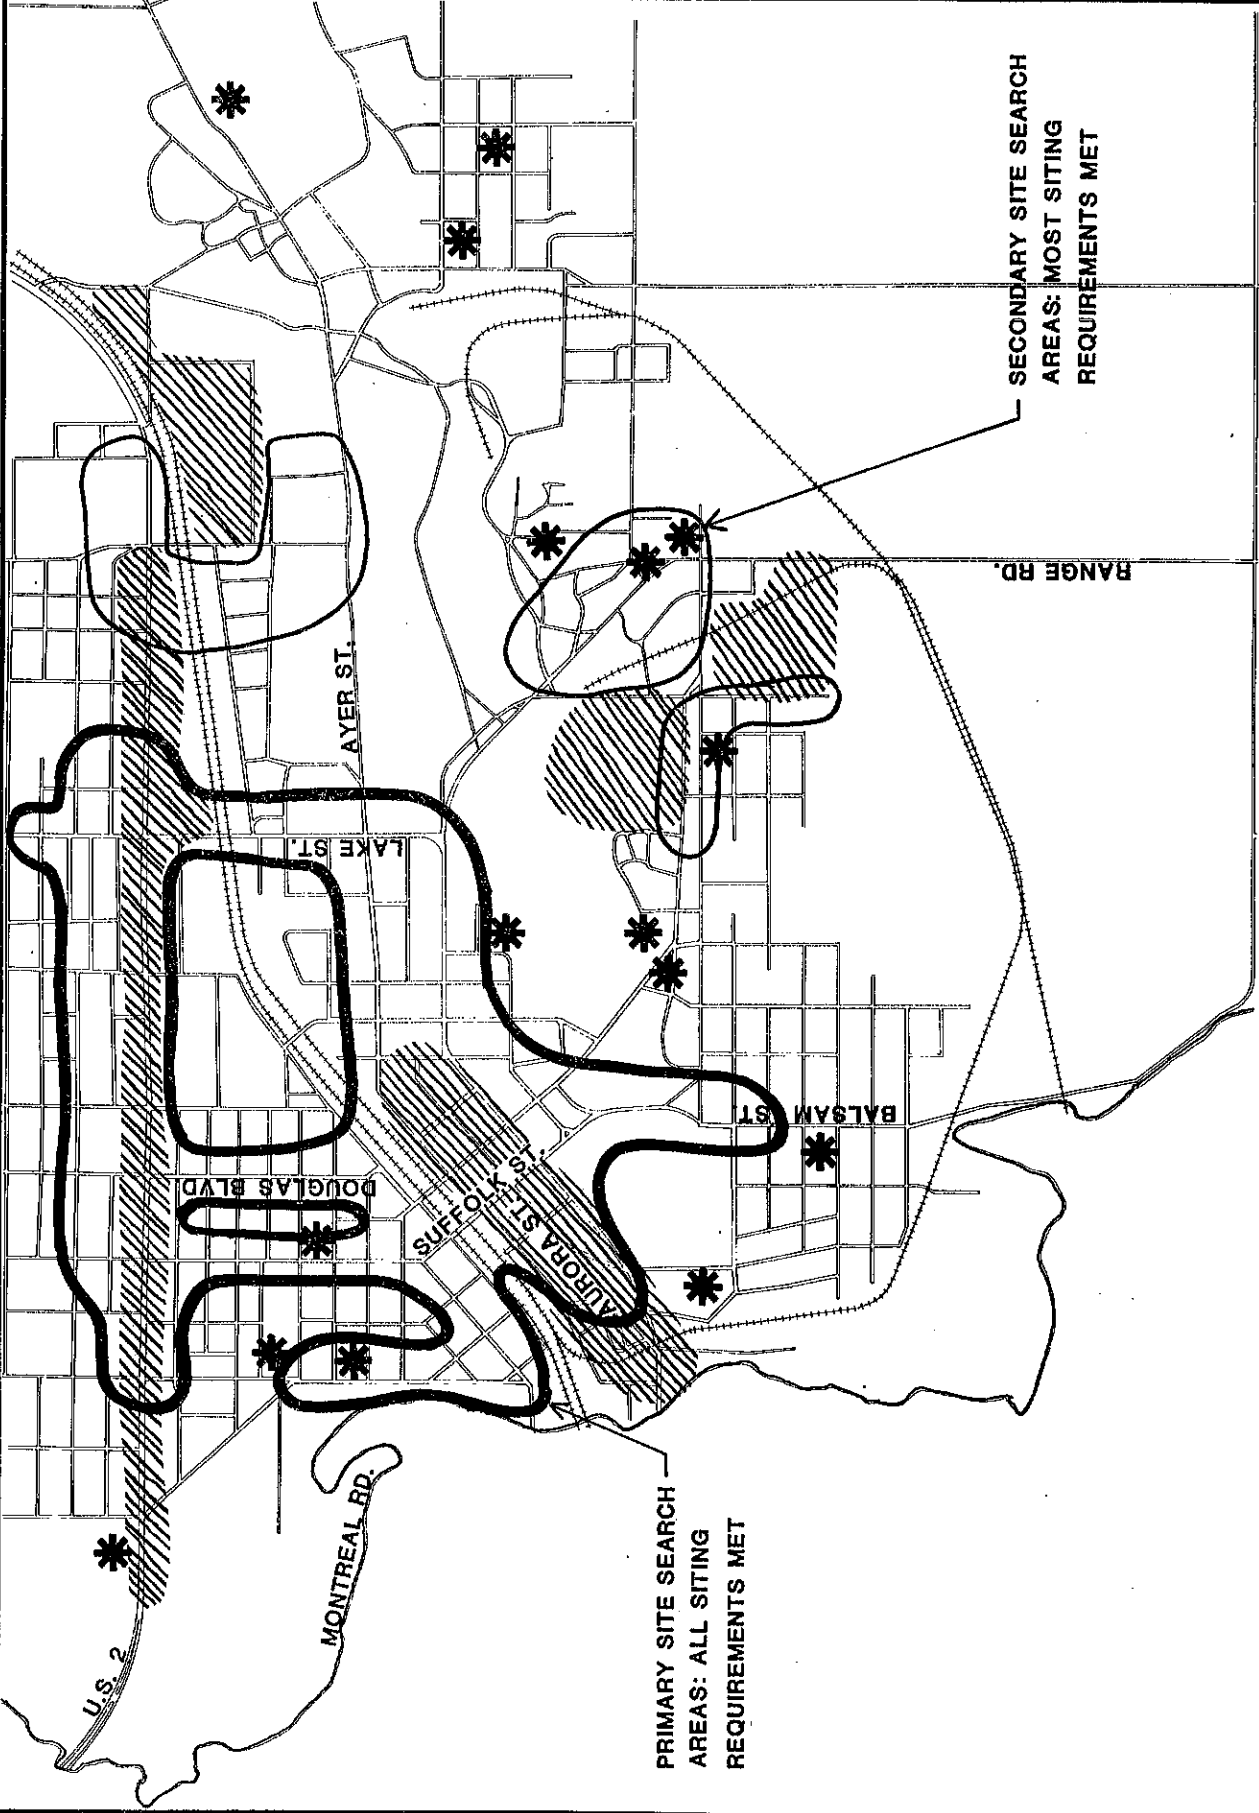 SECONDARY SITE SEARCH
AREAS: MOST SITING
REQUIREMENTS MET
RANGE RD.
AYER ST.
LAKE ST.
BALSAM ST.
DOUGLAS BLVD
SUFFOLK ST.
AURORA ST.
PRIMARY SITE SEARCH
AREAS: ALL SITING
REQUIREMENTS MET
MONTREAL RD.
U.S. 2